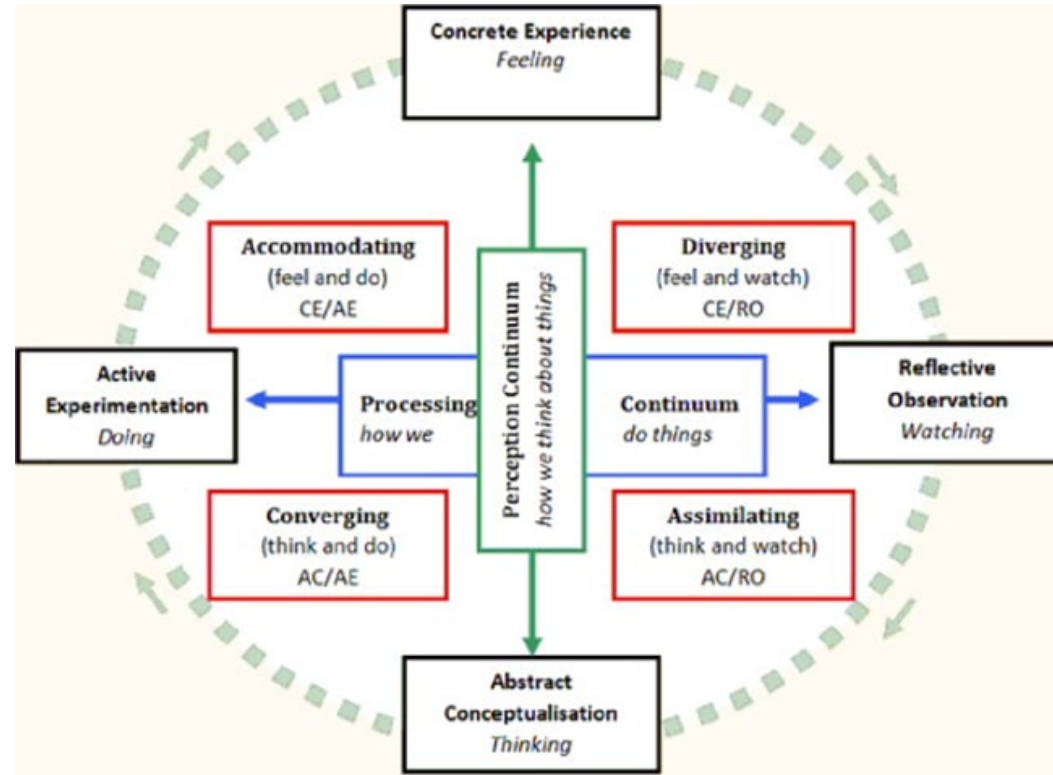 Concrete Experience
Feeling
Accommodating
(feel and do)
CE/AE
Diverging
(feel and watch)
CE/RO
Active
Experimentation
Doing
Processing
how we
Perception Continuum
how we think about things
Continuum
do things
Reflective
Observation
Watching
Converging
(think and do)
AC/AE
Assimilating
(think and watch)
AC/RO
Abstract
Conceptualisation
Thinking